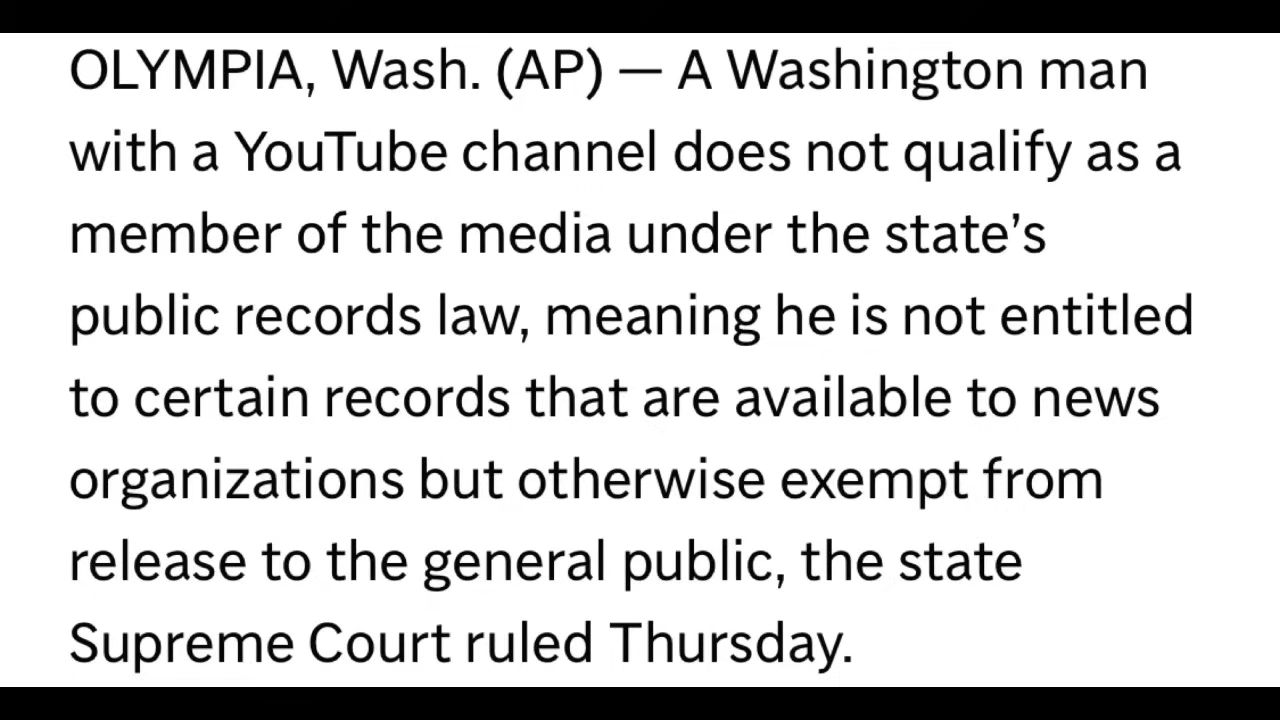 OLYMPIA, Wash. (AP) — A Washington man
with a YouTube channel does not qualify as a
member of the media under the state’s
public records law, meaning he is not entitled
to certain records that are available to news
organizations but otherwise exempt from
release to the general public, the state
Supreme Court ruled Thursday.